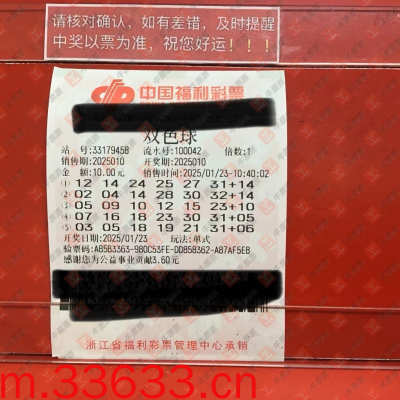 请核对确认，如有差错，及时提醒
中奖以票为准，祝您好运！！！
中国福利彩票
双色球
站 号:33179458 流水号:100042 倍数:1
销售期:2025010 开奖期:2025010
金 额:10.00元 销售时间:2025/01/23-10:40:02
① 12 14 24 25 27 31+14
② 02 04 14 28 30 32+14
③ 05 09 10 12 15 23+10
④ 07 16 18 23 30 31+05
⑤ 03 05 18 19 21 31+06
开奖日期:2025/01/23 玩法:单式
验票码:AB5B3363-980C53FE-DD858362-A87AF5EB
感谢您为公益事业贡献3.60元
浙江省福利彩票管理中心承销
m.33633.cn